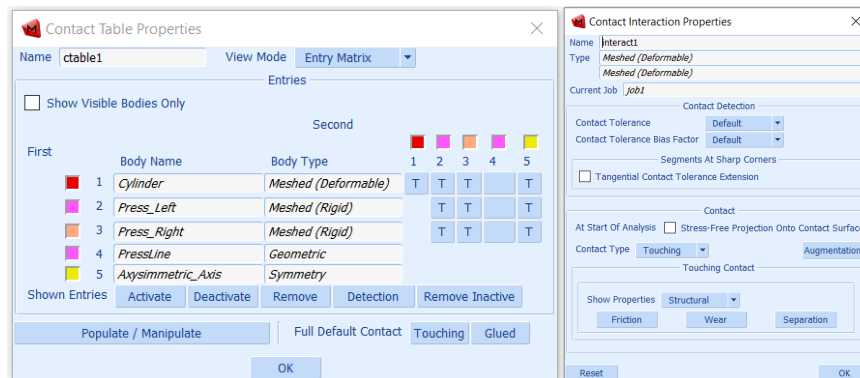 Contact Table Properties
Name ctable1 View Mode Entry Matrix
Entries
Show Visible Bodies Only
Second
First
Body Name Body Type 1 2 3 4 5
1 Cylinder Meshed (Deformable) T T T T
2 Press_Left Meshed (Rigid) T T T
3 Press_Right Meshed (Rigid) T T T
4 PressLine Geometric
5 Axysimmetric_Axis Symmetry
Shown Entries Activate Deactivate Remove Detection Remove Inactive
Populate / Manipulate Full Default Contact Touching Glued
OK
Contact Interaction Properties
Name interact1
Type Meshed (Deformable)
Meshed (Deformable)
Current Job job1
Contact Detection
Contact Tolerance Default
Contact Tolerance Bias Factor Default
Segments At Sharp Corners
Tangential Contact Tolerance Extension
Contact
At Start Of Analysis Stress-Free Projection Onto Contact Surface
Contact Type Touching Augmentation
Touching Contact
Show Properties Structural
Friction Wear Separation
Reset OK